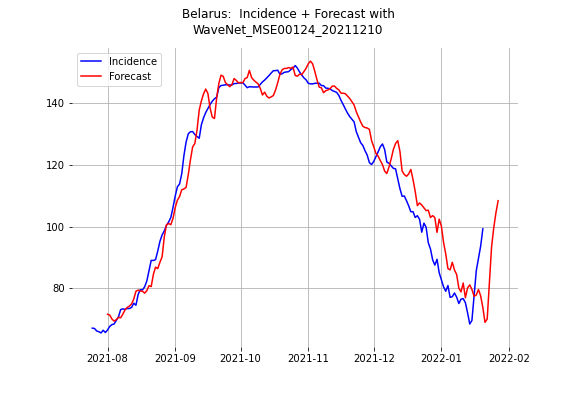 Belarus:  Incidence + Forecast with
WaveNet_MSE00124_20211210
Incidence
Forecast
140
120
100
80
2021-08 2021-09 2021-10 2021-11 2021-12 2022-01 2022-02